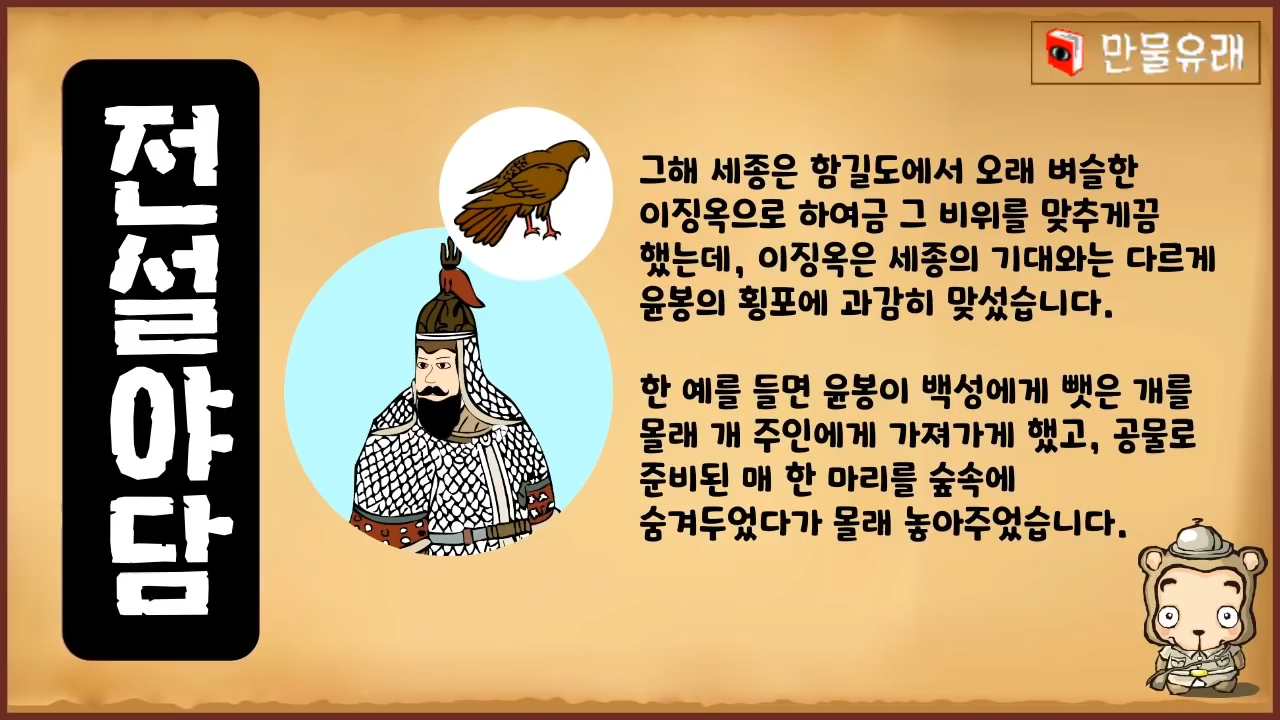 만물유래
전설야담
그해 세종은 함길도에서 오래 벼슬한
이징옥으로 하여금 그 비위를 맞추게끔
했는데, 이징옥은 세종의 기대와는 다르게
윤봉의 횡포에 과감히 맞섰습니다.
한 예를 들면 윤봉이 백성에게 뺏은 개를
몰래 개 주인에게 가져가게 했고, 공물로
준비된 매 한 마리를 숲속에
숨겨두었다가 몰래 놓아주었습니다.